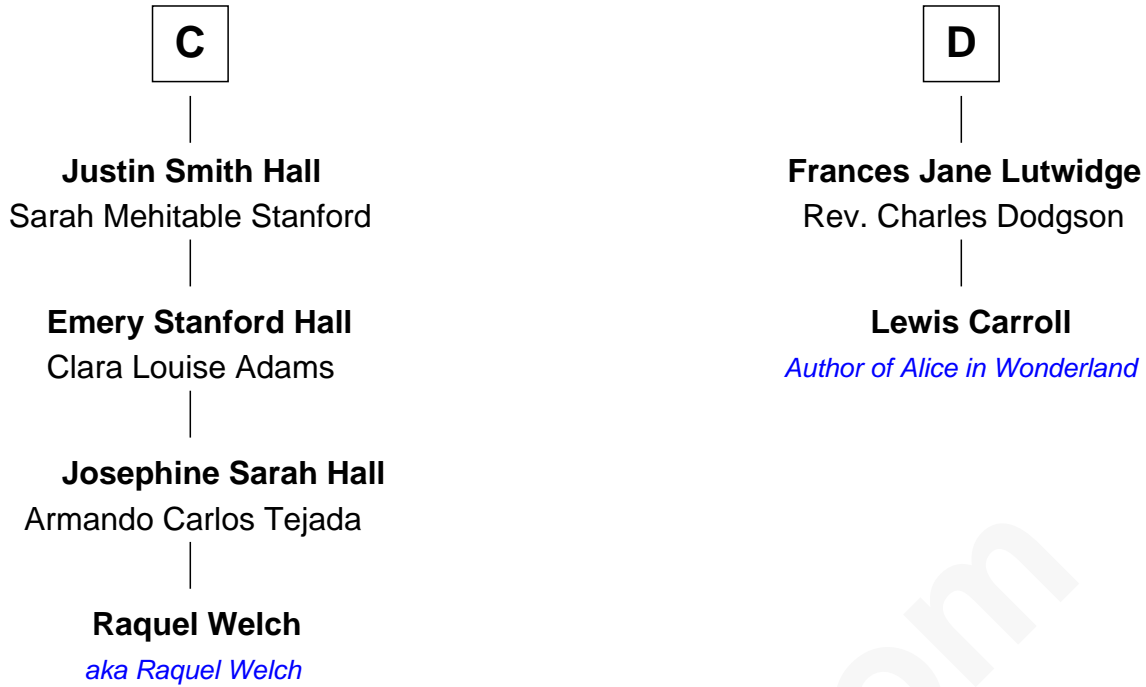 C
Justin Smith Hall
Sarah Mehitable Stanford
Emery Stanford Hall
Clara Louise Adams
Josephine Sarah Hall
Armando Carlos Tejada
Raquel Welch
aka Raquel Welch
D
Frances Jane Lutwidge
Rev. Charles Dodgson
Lewis Carroll
Author of Alice in Wonderland
om